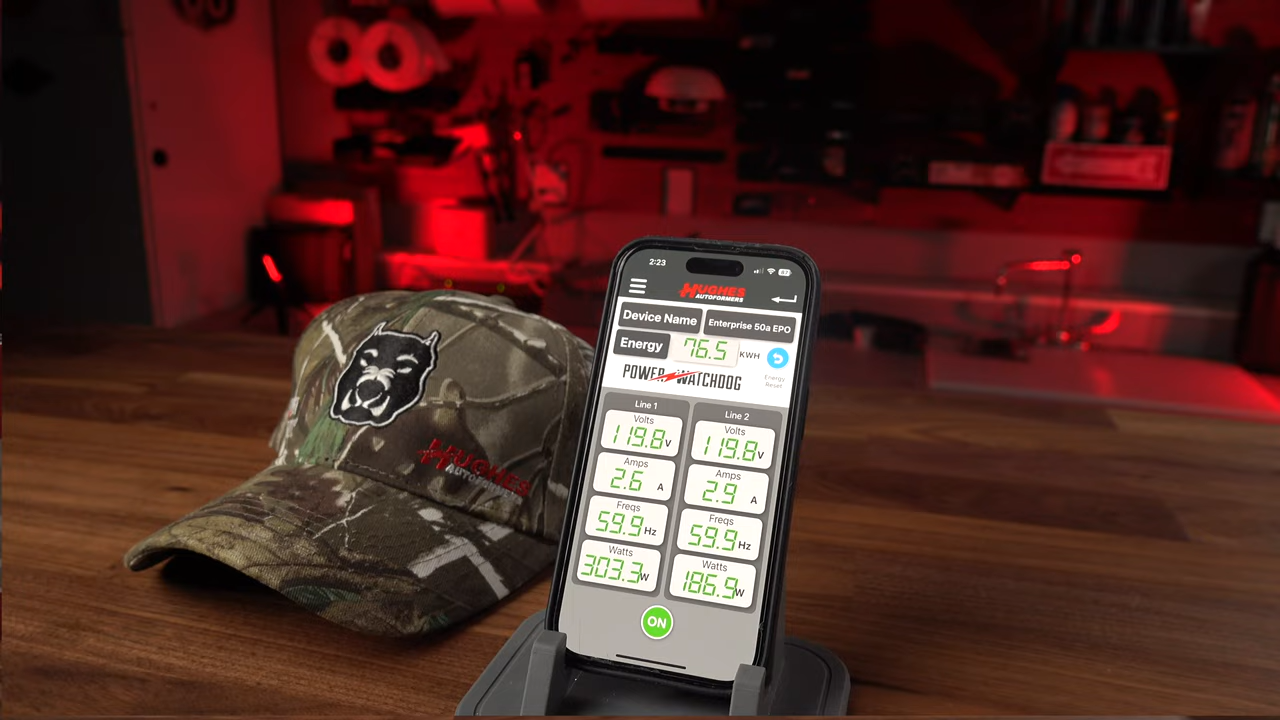 2:23
87
HUGHES
AUTOFORMERS
Device Name
Enterprise 50a EPO
Energy
76.5
KWH
Energy
Reset
POWER WATCHDOG
Line 1
Line 2
Volts
Volts
119.8 V
119.8 V
Amps
Amps
2.6 A
2.9 A
Freqs
Freqs
59.9 Hz
59.9 Hz
Watts
Watts
303.3 W
186.9 W
ON
HUGHES
AUTOFORMERS